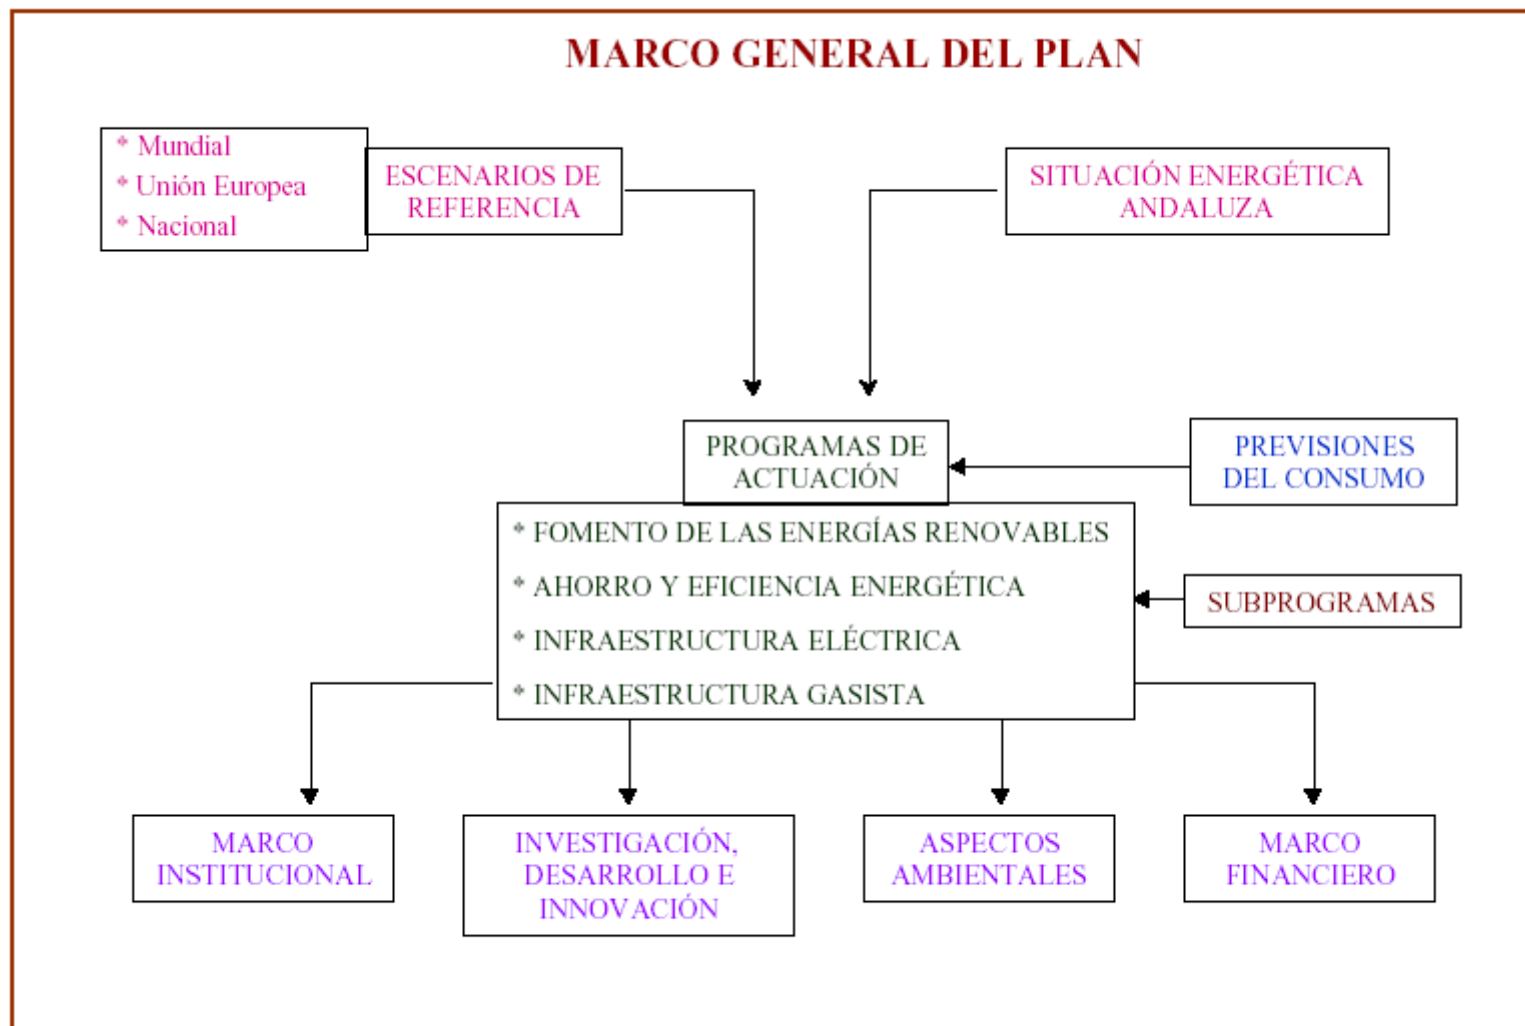 MARCO GENERAL DEL PLAN
* Mundial
* Unión Europea
* Nacional
ESCENARIOS DE
REFERENCIA
SITUACIÓN ENERGÉTICA
ANDALUZA
PROGRAMAS DE
ACTUACIÓN
PREVISIONES
DEL CONSUMO
* FOMENTO DE LAS ENERGÍAS RENOVABLES
* AHORRO Y EFICIENCIA ENERGÉTICA
* INFRAESTRUCTURA ELÉCTRICA
* INFRAESTRUCTURA GASISTA
SUBPROGRAMAS
MARCO
INSTITUCIONAL
INVESTIGACIÓN,
DESARROLLO E
INNOVACIÓN
ASPECTOS
AMBIENTALES
MARCO
FINANCIERO